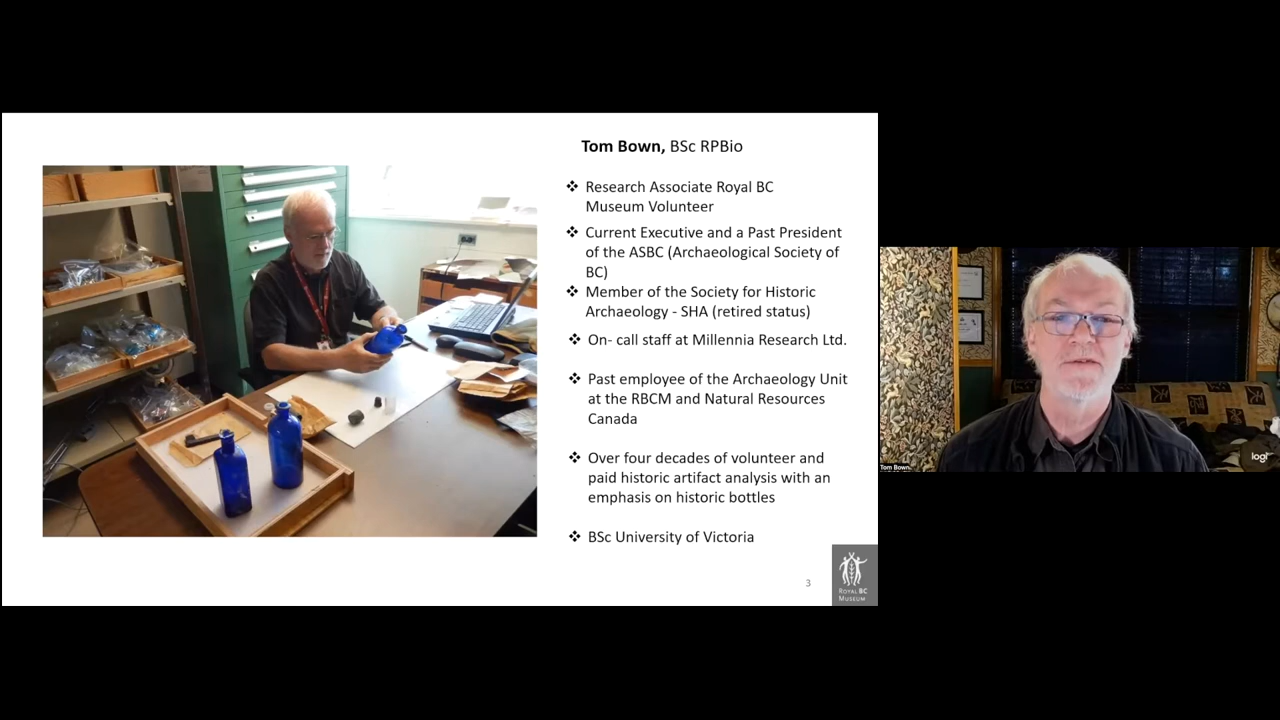 Tom Bown, BSc RPBio
❖ Research Associate Royal BC
Museum Volunteer
❖ Current Executive and a Past President
of the ASBC (Archaeological Society of
BC)
❖ Member of the Society for Historic
Archaeology - SHA (retired status)
❖ On- call staff at Millennia Research Ltd.
❖ Past employee of the Archaeology Unit
at the RBCM and Natural Resources
Canada
❖ Over four decades of volunteer and
paid historic artifact analysis with an
emphasis on historic bottles
❖ BSc University of Victoria
3
ROYAL BC
MUSEUM
Tom Bown
logi